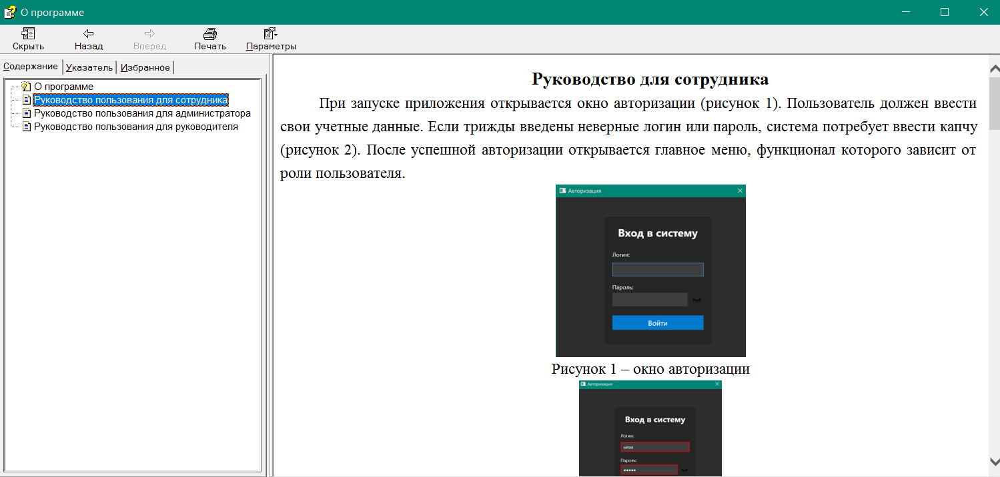 О программе
Скрыть
Назад
Вперед
Печать
Параметры
Содержание
Указатель
Избранное
О программе
Руководство пользования для сотрудника
Руководство пользования для администратора
Руководство пользования для руководителя
Руководство для сотрудника
При запуске приложения открывается окно авторизации (рисунок 1). Пользователь должен ввести
свои учетные данные. Если трижды введены неверные логин или пароль, система потребует ввести капчу
(рисунок 2). После успешной авторизации открывается главное меню, функционал которого зависит от
роли пользователя.
Авторизация
Вход в систему
Логин:
Пароль:
Войти
Рисунок 1 – окно авторизации
Авторизация
Вход в систему
Логин:
Пароль:
•••••